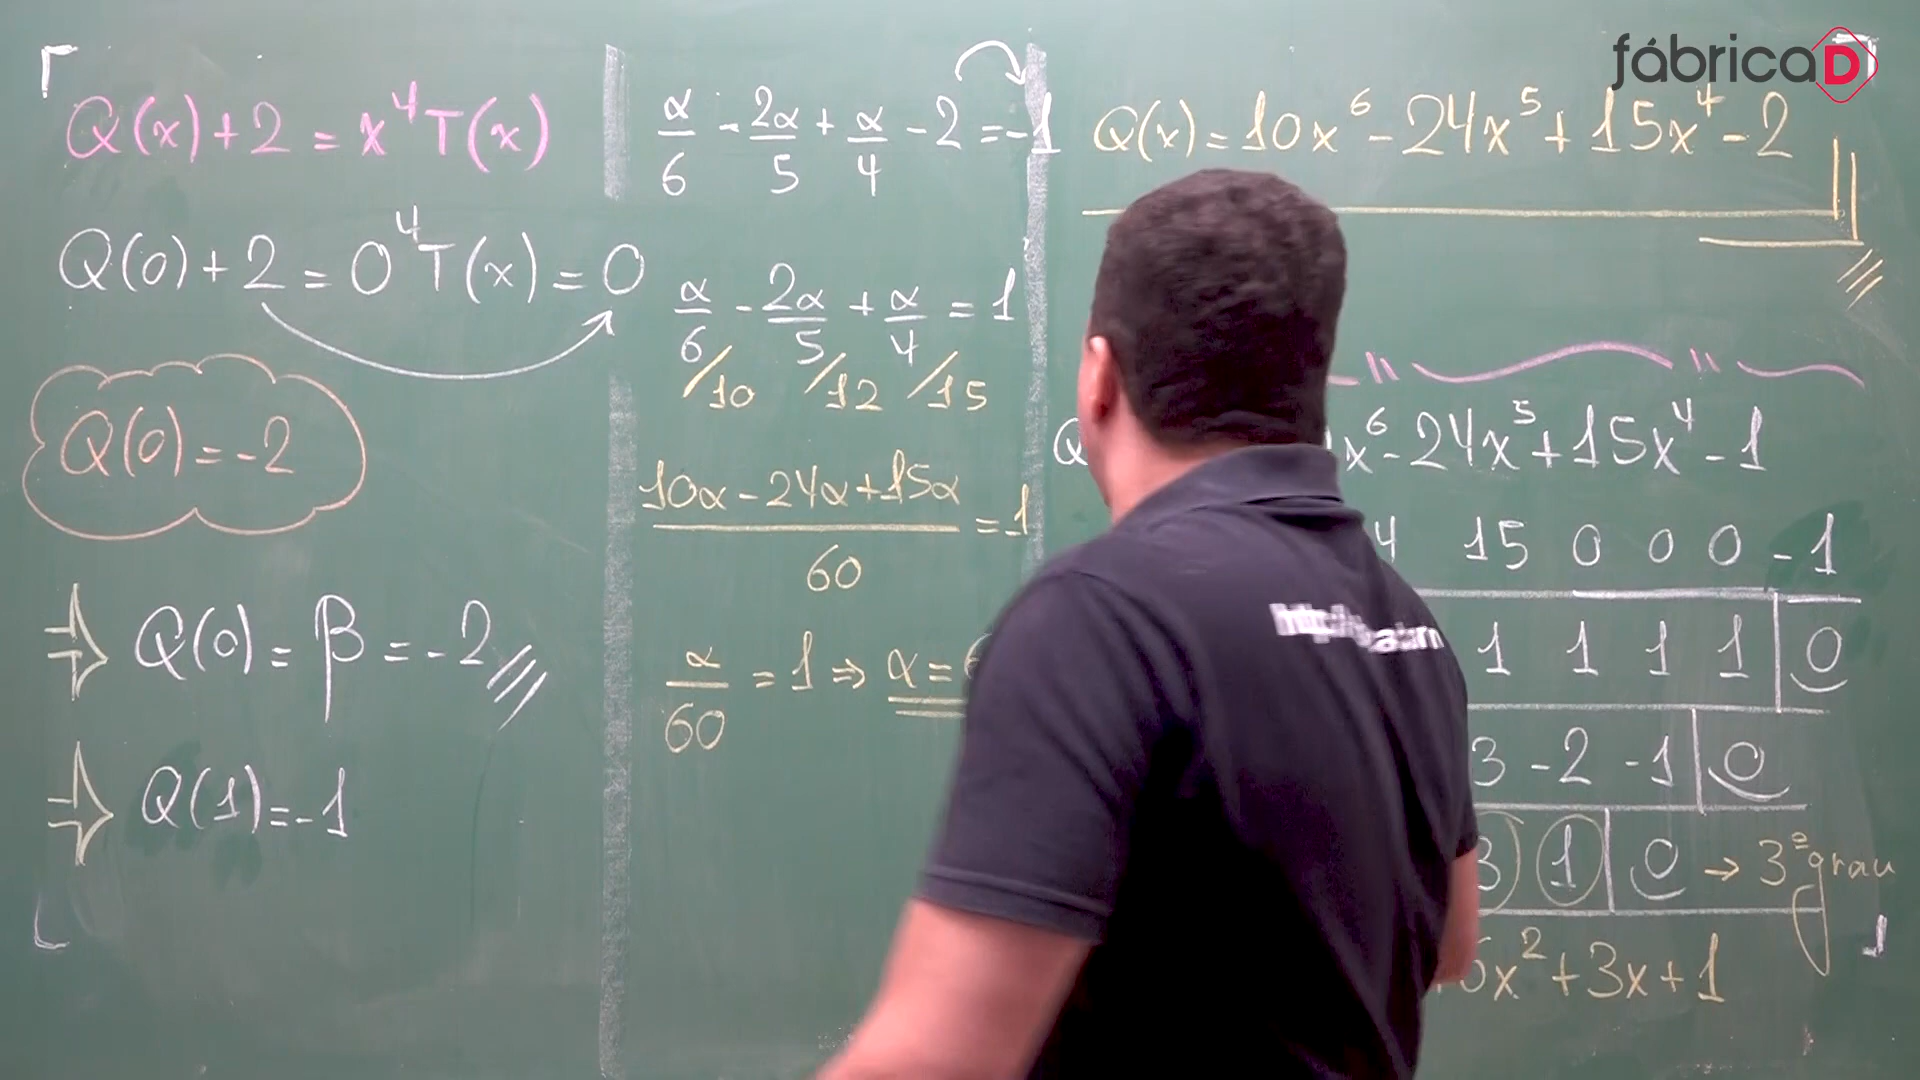 fábricaD
Q(x)+2 = x⁴T(x)
Q(0)+2 = 0⁴T(x) = 0
Q(0) = -2
⇒ Q(0) = β = -2
⇒ Q(1) = -1
α/6 - 2α/5 + α/4 - 2 = -1
α/6 - 2α/5 + α/4 = 1
/10 /12 /15
10α - 24α + 15α
= 1
60
α/60 = 1 ⇒ α = 6
Q(x) = 10x⁶ - 24x⁵ + 15x⁴ - 2
Q x⁶ - 24x⁵ + 15x⁴ - 1
4 15 0 0 0 -1
1 1 1 1 0
3 -2 -1 0
3 1 0 → 3º grau
6x² + 3x + 1